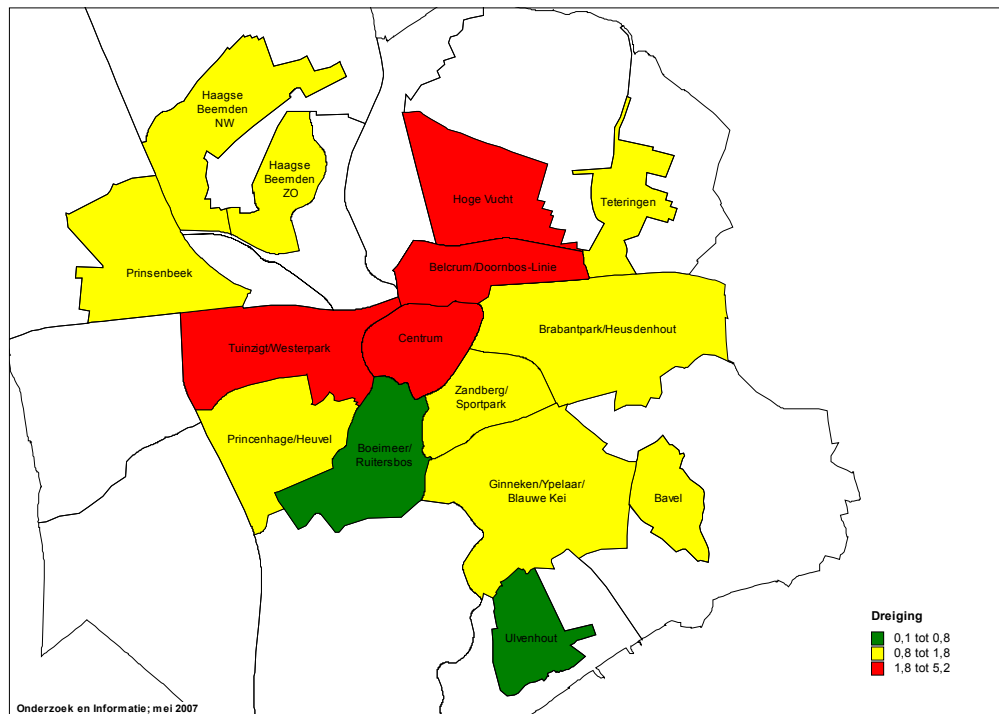 Haagse
Beemden
NW
Haagse
Beemden
ZO
Hoge Vucht
Teteringen
Prinsenbeek
Belcrum/Doornbos-Linie
Brabantpark/Heusdenhout
Tuinzigt/Westerpark
Centrum
Zandberg/
Sportpark
Princenhage/Heuvel
Boeimeer/
Ruitersbos
Ginneken/Ypelaar/
Blauwe Kei
Bavel
Ulvenhout
Dreiging
0,1 tot 0,8
0,8 tot 1,8
1,8 tot 5,2
Onderzoek en Informatie; mei 2007